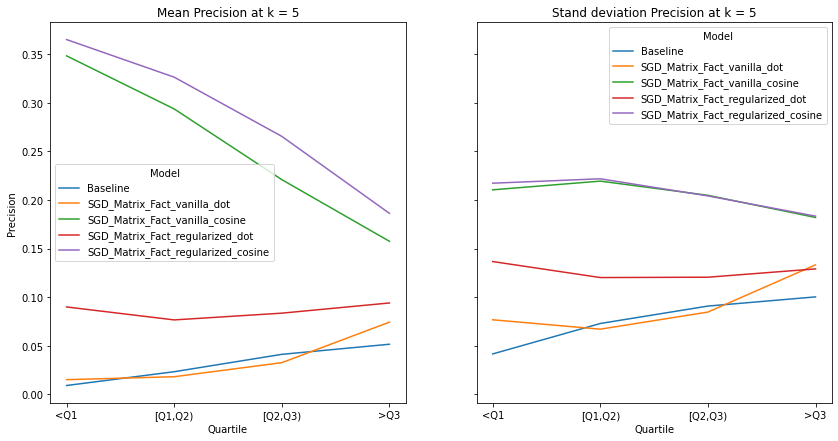 Mean Precision at k = 5
Precision
0.35
0.30
0.25
0.20
0.15
0.10
0.05
0.00
Model
Baseline
SGD_Matrix_Fact_vanilla_dot
SGD_Matrix_Fact_vanilla_cosine
SGD_Matrix_Fact_regularized_dot
SGD_Matrix_Fact_regularized_cosine
<Q1
[Q1,Q2)
[Q2,Q3)
>Q3
Quartile
Stand deviation Precision at k = 5
Model
Baseline
SGD_Matrix_Fact_vanilla_dot
SGD_Matrix_Fact_vanilla_cosine
SGD_Matrix_Fact_regularized_dot
SGD_Matrix_Fact_regularized_cosine
<Q1
[Q1,Q2)
[Q2,Q3)
>Q3
Quartile